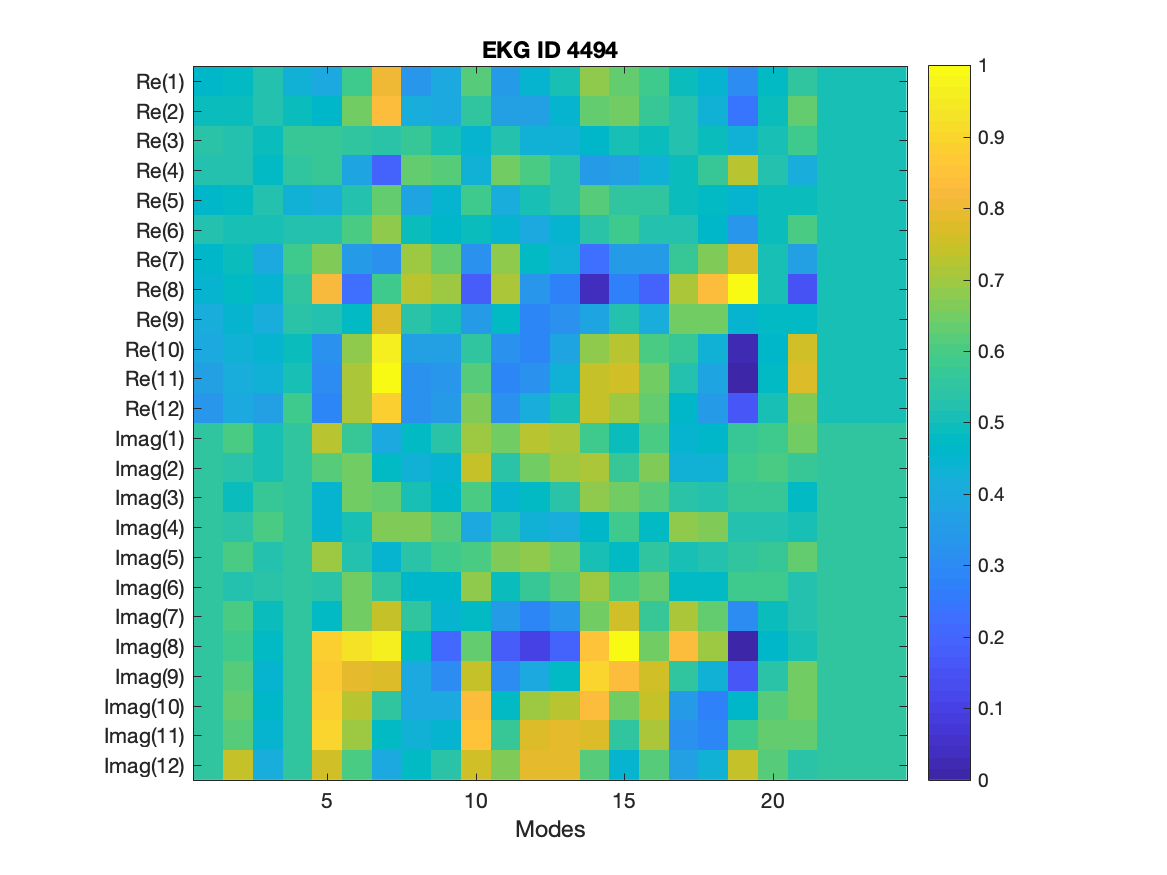 EKG ID 4494
Re(1)
Re(2)
Re(3)
Re(4)
Re(5)
Re(6)
Re(7)
Re(8)
Re(9)
Re(10)
Re(11)
Re(12)
Imag(1)
Imag(2)
Imag(3)
Imag(4)
Imag(5)
Imag(6)
Imag(7)
Imag(8)
Imag(9)
Imag(10)
Imag(11)
Imag(12)
5 10 15 20
Modes
1
0.9
0.8
0.7
0.6
0.5
0.4
0.3
0.2
0.1
0